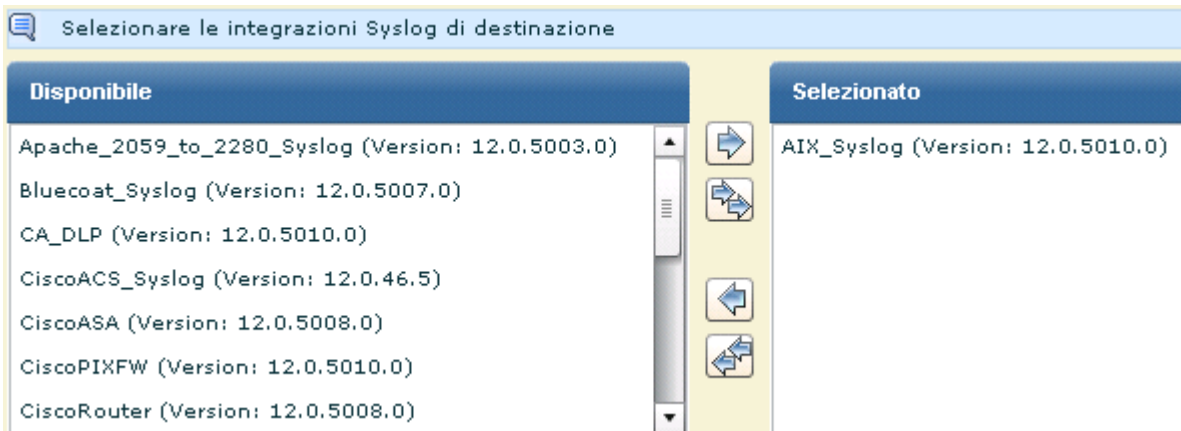 Selezionare le integrazioni Syslog di destinazione
Disponibile
Apache_2059_to_2280_Syslog (Version: 12.0.5003.0)
Bluecoat_Syslog (Version: 12.0.5007.0)
CA_DLP (Version: 12.0.5010.0)
CiscoACS_Syslog (Version: 12.0.46.5)
CiscoASA (Version: 12.0.5008.0)
CiscoPIXFW (Version: 12.0.5010.0)
CiscoRouter (Version: 12.0.5008.0)
Selezionato
AIX_Syslog (Version: 12.0.5010.0)